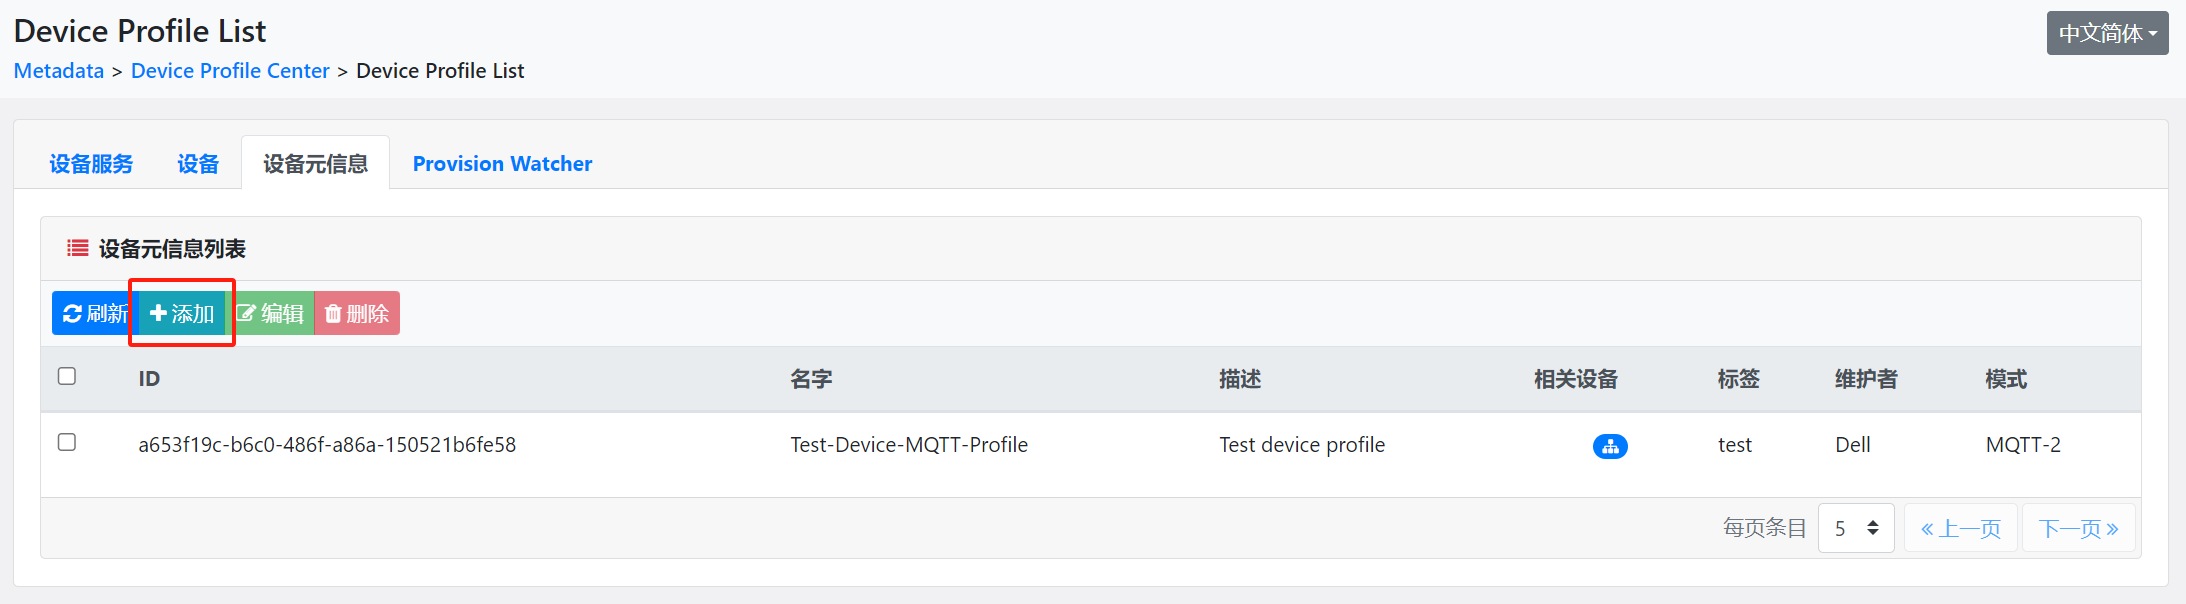 Device Profile List
中文简体
Metadata > Device Profile Center > Device Profile List
设备服务 设备 设备元信息 Provision Watcher
设备元信息列表
刷新 添加 编辑 删除
ID 名字 描述 相关设备 标签 维护者 模式
a653f19c-b6c0-486f-a86a-150521b6fe58 Test-Device-MQTT-Profile Test device profile test Dell MQTT-2
每页条目 5 «上一页 下一页»